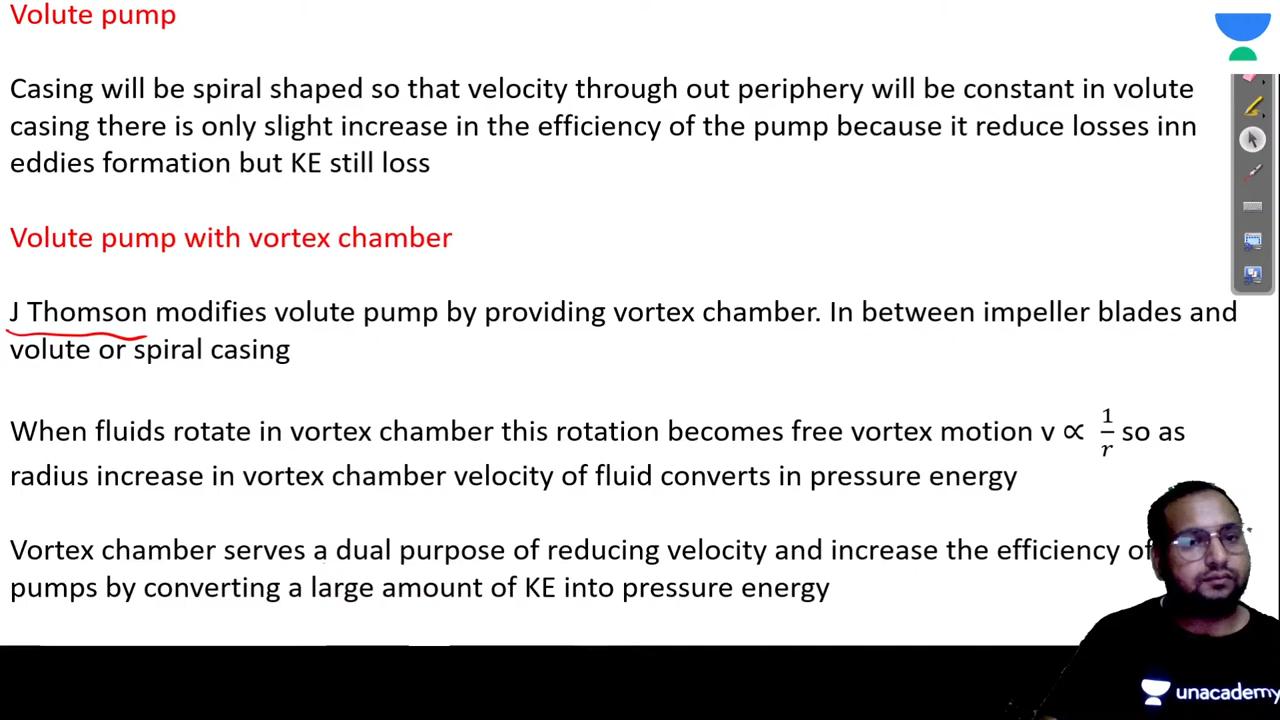 Volute pump
Casing will be spiral shaped so that velocity through out periphery will be constant in volute
casing there is only slight increase in the efficiency of the pump because it reduce losses inn
eddies formation but KE still loss
Volute pump with vortex chamber
J Thomson modifies volute pump by providing vortex chamber. In between impeller blades and
volute or spiral casing
When fluids rotate in vortex chamber this rotation becomes free vortex motion v ∝ 1/r so as
radius increase in vortex chamber velocity of fluid converts in pressure energy
Vortex chamber serves a dual purpose of reducing velocity and increase the efficiency of
pumps by converting a large amount of KE into pressure energy
unacademy